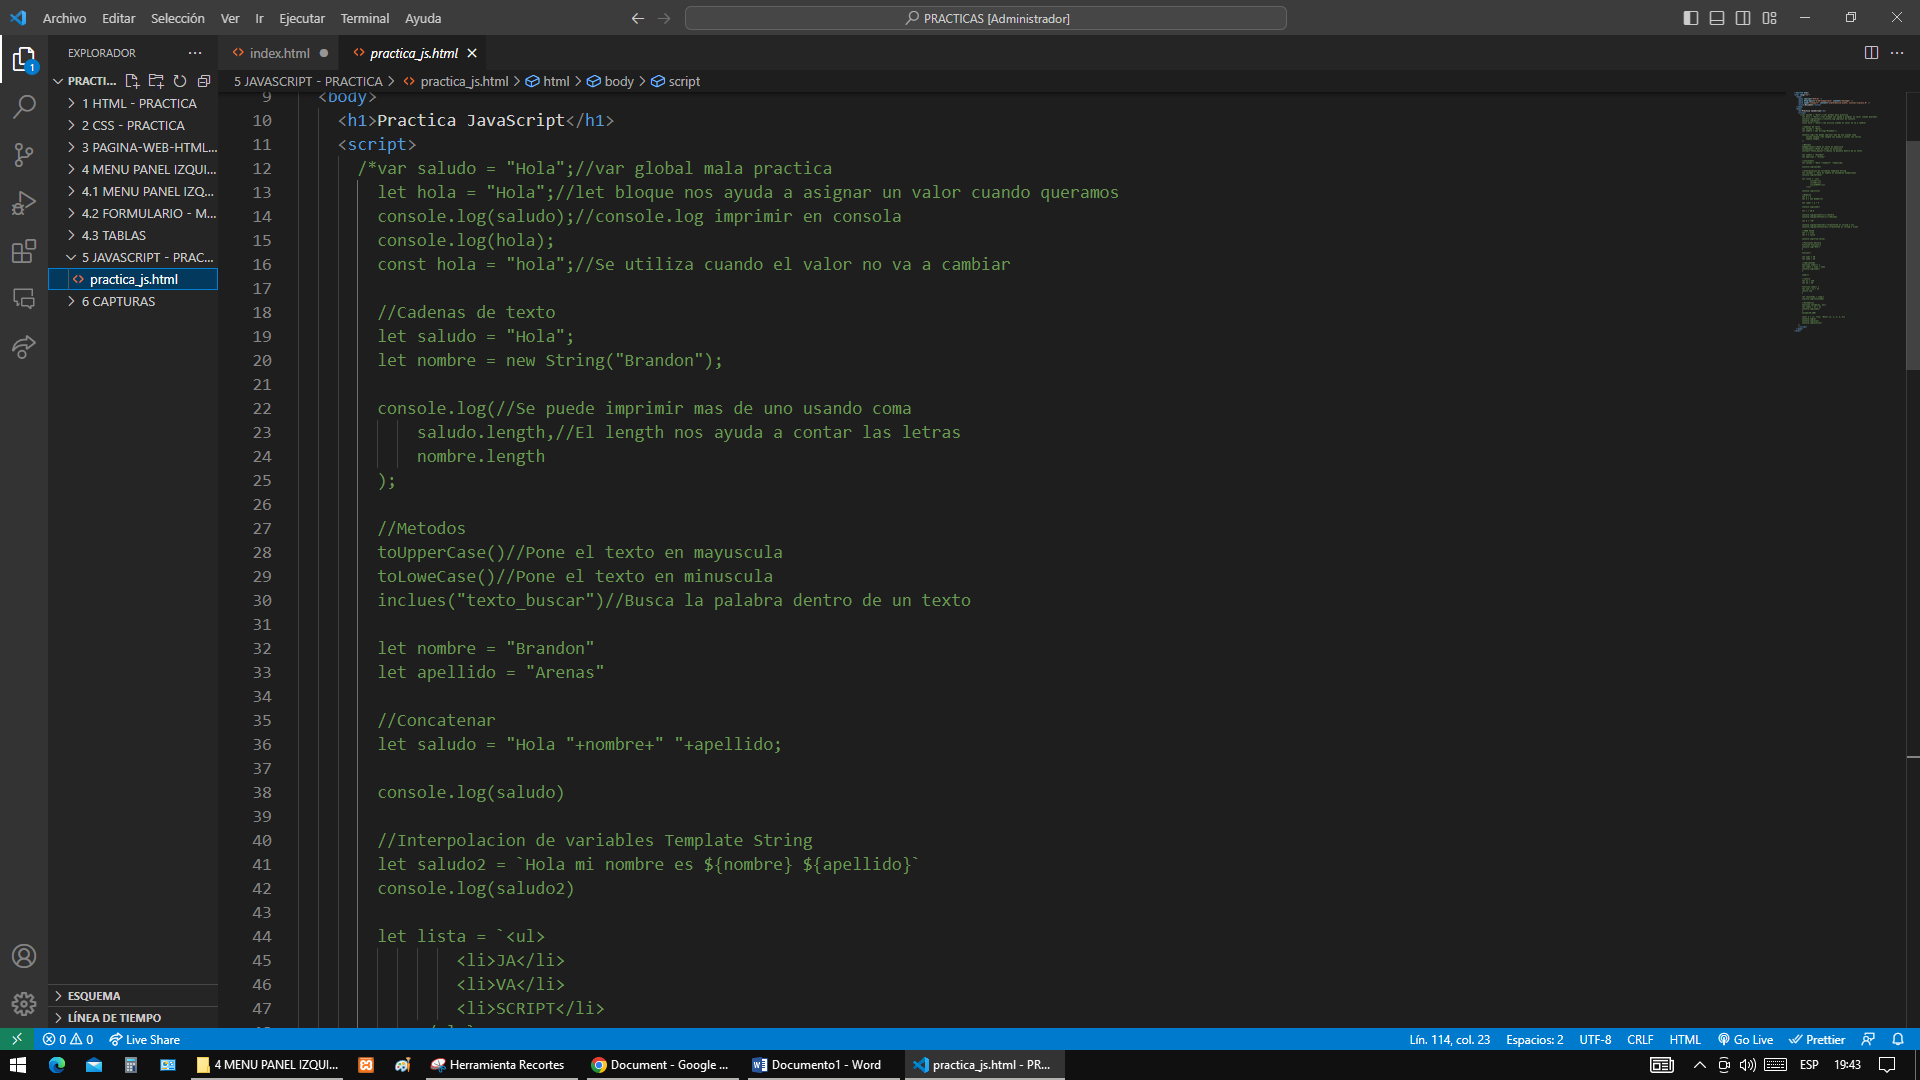 Archivo Editar Selección Ver Ir Ejecutar Terminal Ayuda
PRACTICAS [Administrador]
EXPLORADOR
index.html
practica_js.html
PRACTI...
5 JAVASCRIPT - PRACTICA > practica_js.html > html > body > script
1 HTML - PRACTICA
2 CSS - PRACTICA
3 PAGINA-WEB-HTML...
4 MENU PANEL IZQUI...
4.1 MENU PANEL IZQ...
4.2 FORMULARIO - M...
4.3 TABLAS
5 JAVASCRIPT - PRAC...
practica_js.html
6 CAPTURAS
ESQUEMA
LÍNEA DE TIEMPO
1
9 <body>
10 <h1>Practica JavaScript</h1>
11 <script>
12 /*var saludo = "Hola";//var global mala practica
13 let hola = "Hola";//let bloque nos ayuda a asignar un valor cuando queramos
14 console.log(saludo);//console.log imprimir en consola
15 console.log(hola);
16 const hola = "hola";//Se utiliza cuando el valor no va a cambiar
17
18 //Cadenas de texto
19 let saludo = "Hola";
20 let nombre = new String("Brandon");
21
22 console.log(//Se puede imprimir mas de uno usando coma
23 saludo.length,//El length nos ayuda a contar las letras
24 nombre.length
25 );
26
27 //Metodos
28 toUpperCase()//Pone el texto en mayuscula
29 toLoweCase()//Pone el texto en minuscula
30 inclues("texto_buscar")//Busca la palabra dentro de un texto
31
32 let nombre = "Brandon"
33 let apellido = "Arenas"
34
35 //Concatenar
36 let saludo = "Hola "+nombre+" "+apellido;
37
38 console.log(saludo)
39
40 //Interpolacion de variables Template String
41 let saludo2 = `Hola mi nombre es ${nombre} ${apellido}`
42 console.log(saludo2)
43
44 let lista = `<ul>
45 <li>JA</li>
46 <li>VA</li>
47 <li>SCRIPT</li>
0 0 Live Share
Lín. 114, col. 23 Espacios: 2 UTF-8 CRLF HTML Go Live Prettier
4 MENU PANEL IZQUI...
Herramienta Recortes
Document - Google ...
Documento1 - Word
practica_js.html - PR...
ESP
19:43